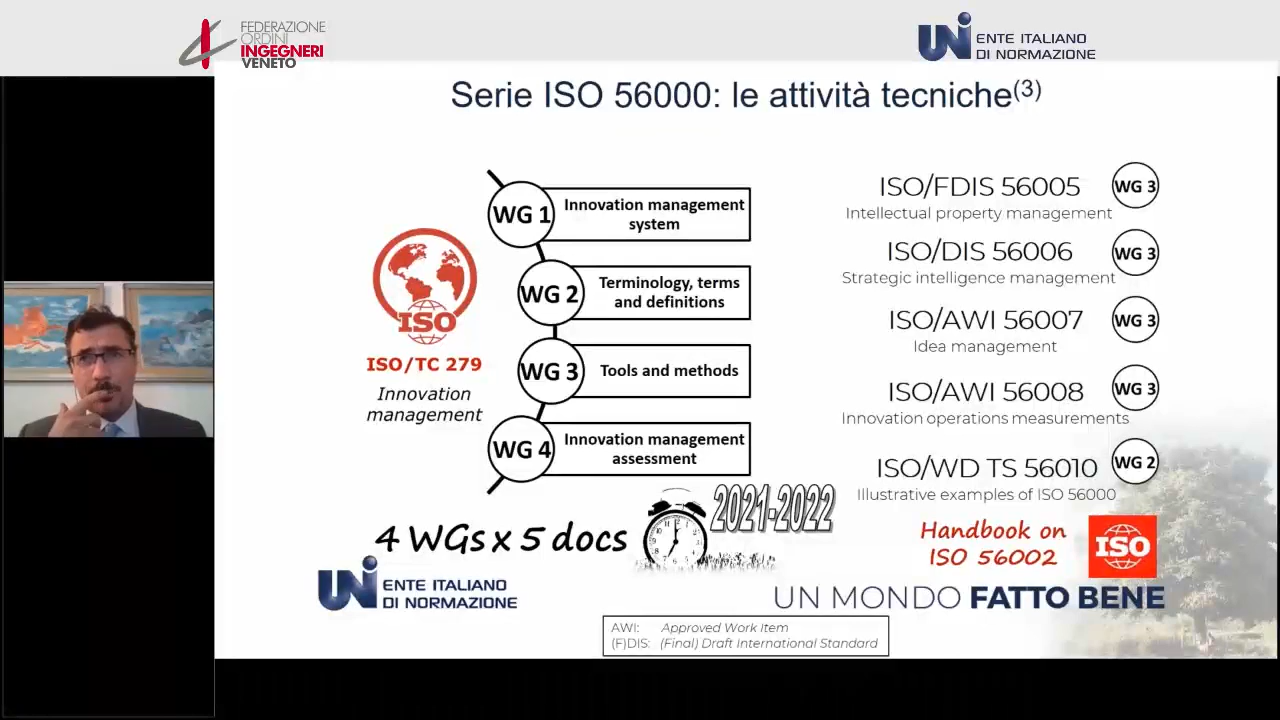 FEDERAZIONE
ORDINI
INGEGNERI
VENETO
UNI ENTE ITALIANO
DI NORMAZIONE
Serie ISO 56000: le attività tecniche(3)
WG 1
Innovation management
system
WG 2
Terminology, terms
and definitions
WG 3
Tools and methods
WG 4
Innovation management
assessment
ISO
ISO/TC 279
Innovation
management
ISO/FDIS 56005 WG 3
Intellectual property management
ISO/DIS 56006 WG 3
Strategic intelligence management
ISO/AWI 56007 WG 3
Idea management
ISO/AWI 56008 WG 3
Innovation operations measurements
ISO/WD TS 56010 WG 2
Illustrative examples of ISO 56000
4 WGs x 5 docs
2021-2022
Handbook on
ISO 56002
ISO
UNI ENTE ITALIANO
DI NORMAZIONE
UN MONDO FATTO BENE
AWI: Approved Work Item
(F)DIS: (Final) Draft International Standard